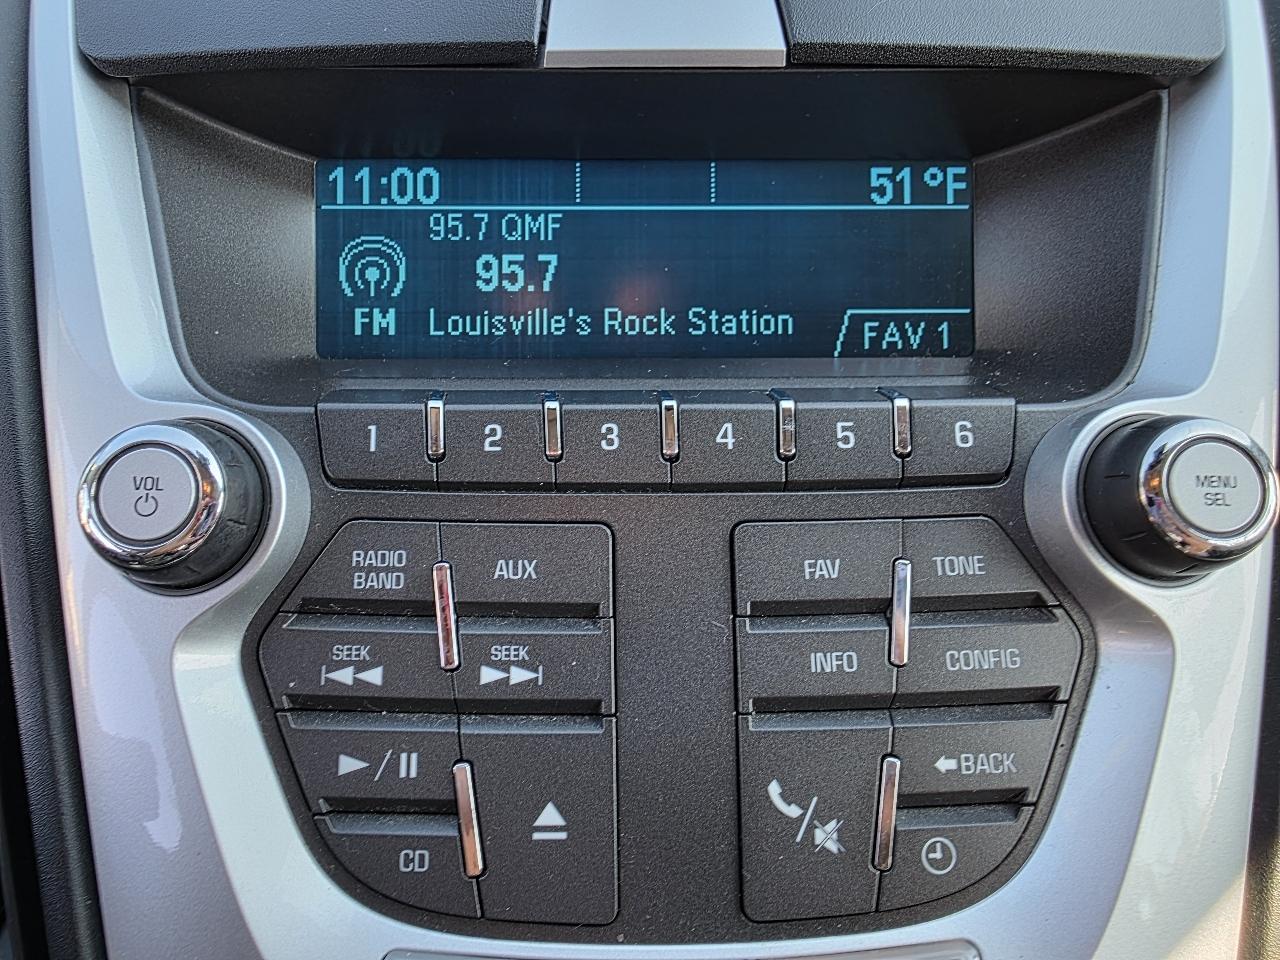 11:00
51 °F
95.7 QMF
95.7
FM
Louisville's Rock Station
FAV 1
1
2
3
4
5
6
VOL
MENU
SEL
RADIO
BAND
AUX
FAV
TONE
SEEK
SEEK
INFO
CONFIG
BACK
CD